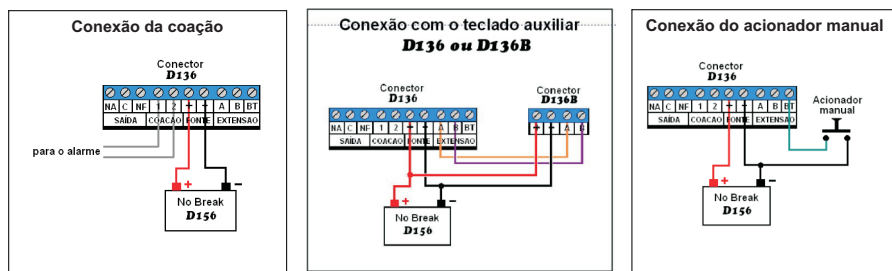 Conexão da coação
Conector
D136
NA C NF 1 2 + - A B BT
SAÍDA COACAO FONTE EXTENSAO
para o alarme
+ -
No Break
D156
Conexão com o teclado auxiliar
D136 ou D136B
Conector
D136
Conector
D136B
NA C NF 1 2 + - A B BT
SAÍDA COACAO FONTE EXTENSAO
+ - A B
+ -
No Break
D156
Conexão do acionador manual
Conector
D136
NA C NF 1 2 + - A B BT
SAÍDA COACAO FONTE EXTENSAO
Acionador
manual
+ -
No Break
D156